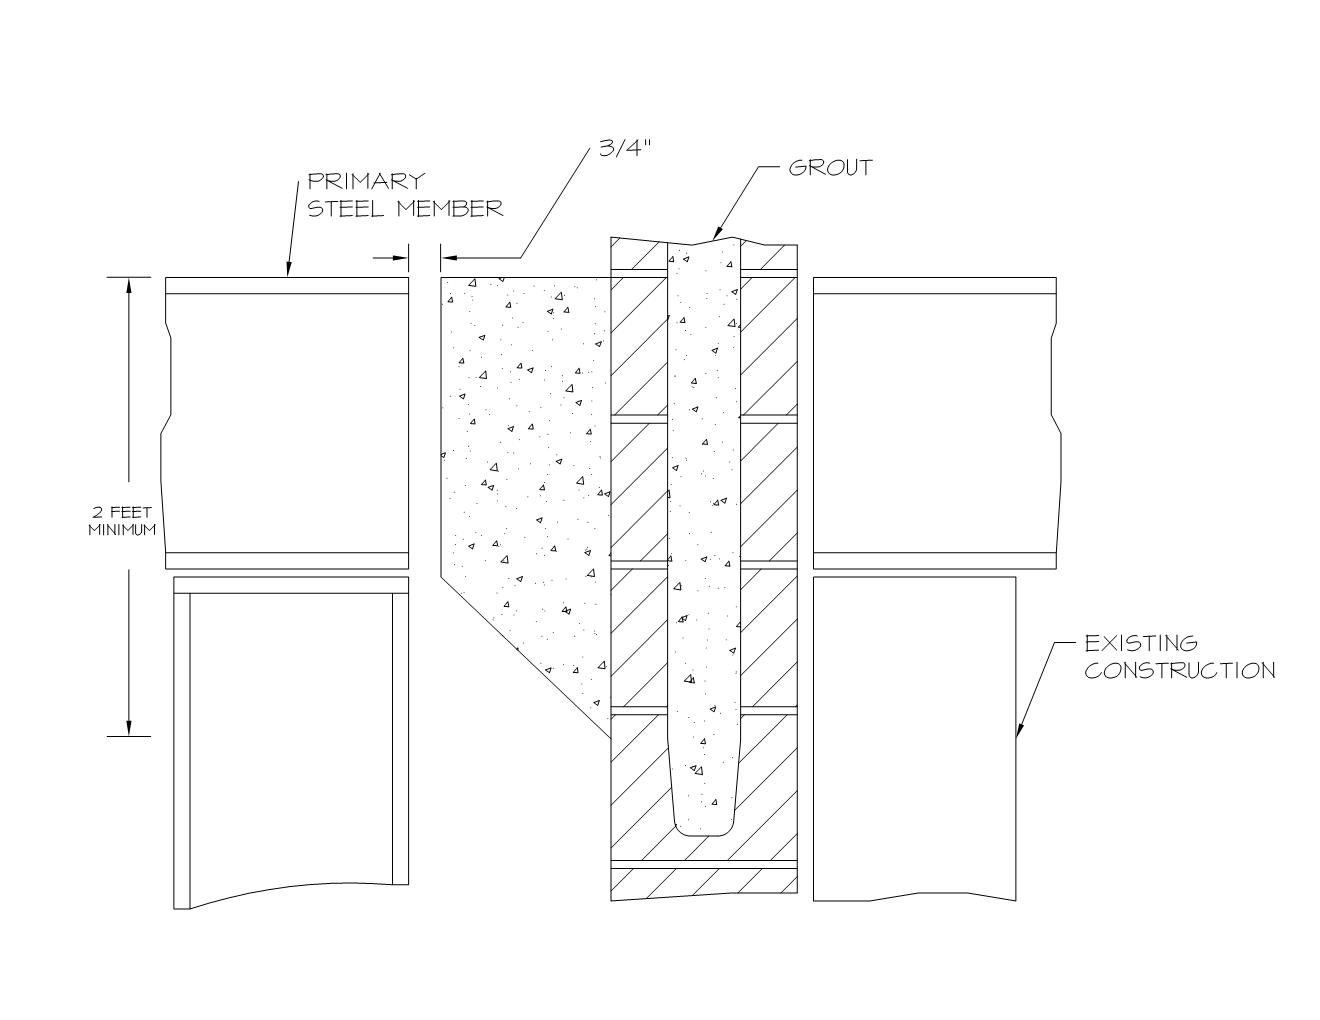 3/4"
GROUT
PRIMARY
STEEL MEMBER
2 FEET
MINIMUM
EXISTING
CONSTRUCTION